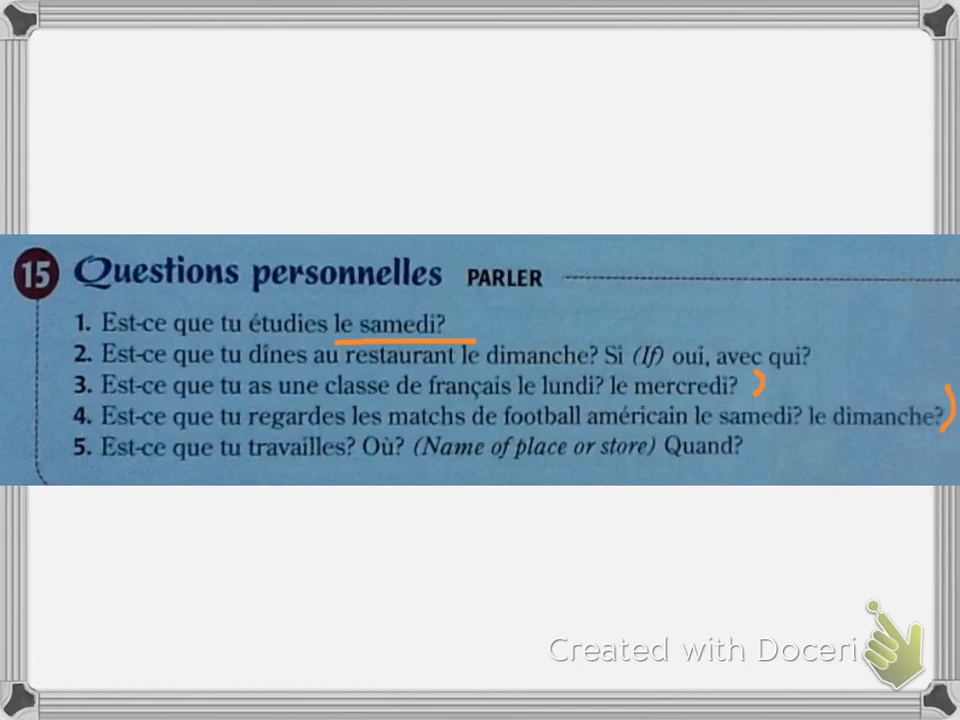 15 Questions personnelles PARLER
1. Est-ce que tu étudies le samedi?
2. Est-ce que tu dînes au restaurant le dimanche? Si (If) oui, avec qui?
3. Est-ce que tu as une classe de français le lundi? le mercredi?
4. Est-ce que tu regardes les matchs de football américain le samedi? le dimanche?
5. Est-ce que tu travailles? Où? (Name of place or store) Quand?
Created with Doceri